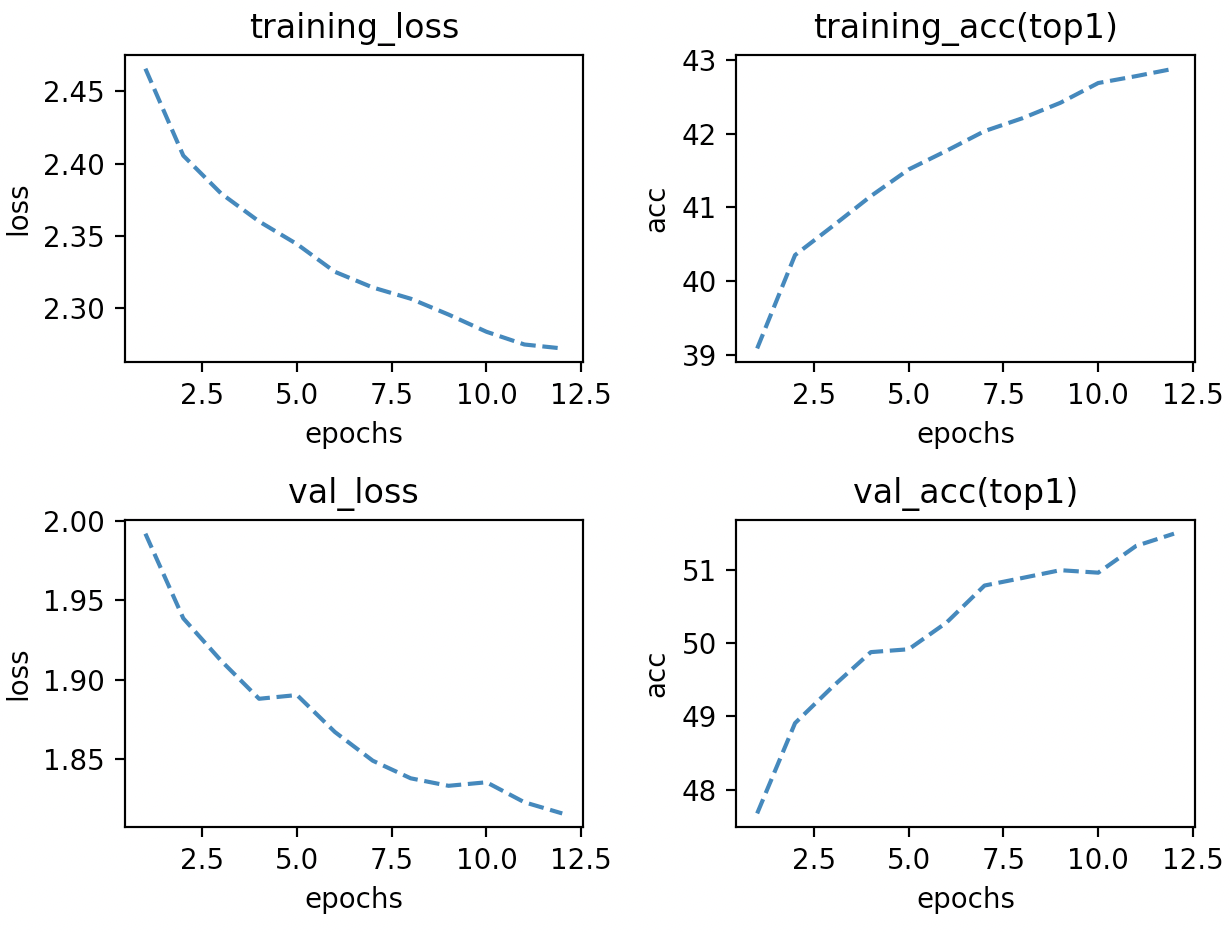 training_loss
2.45
2.40
2.35
2.30
loss
2.5 5.0 7.5 10.0 12.5
epochs
training_acc(top1)
43
42
41
40
39
acc
2.5 5.0 7.5 10.0 12.5
epochs
val_loss
2.00
1.95
1.90
1.85
loss
2.5 5.0 7.5 10.0 12.5
epochs
val_acc(top1)
51
50
49
48
acc
2.5 5.0 7.5 10.0 12.5
epochs